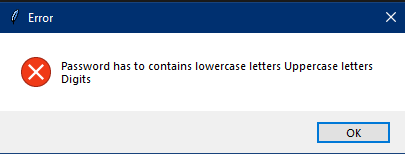 Error
Password has to contains lowercase letters Uppercase letters
Digits
OK